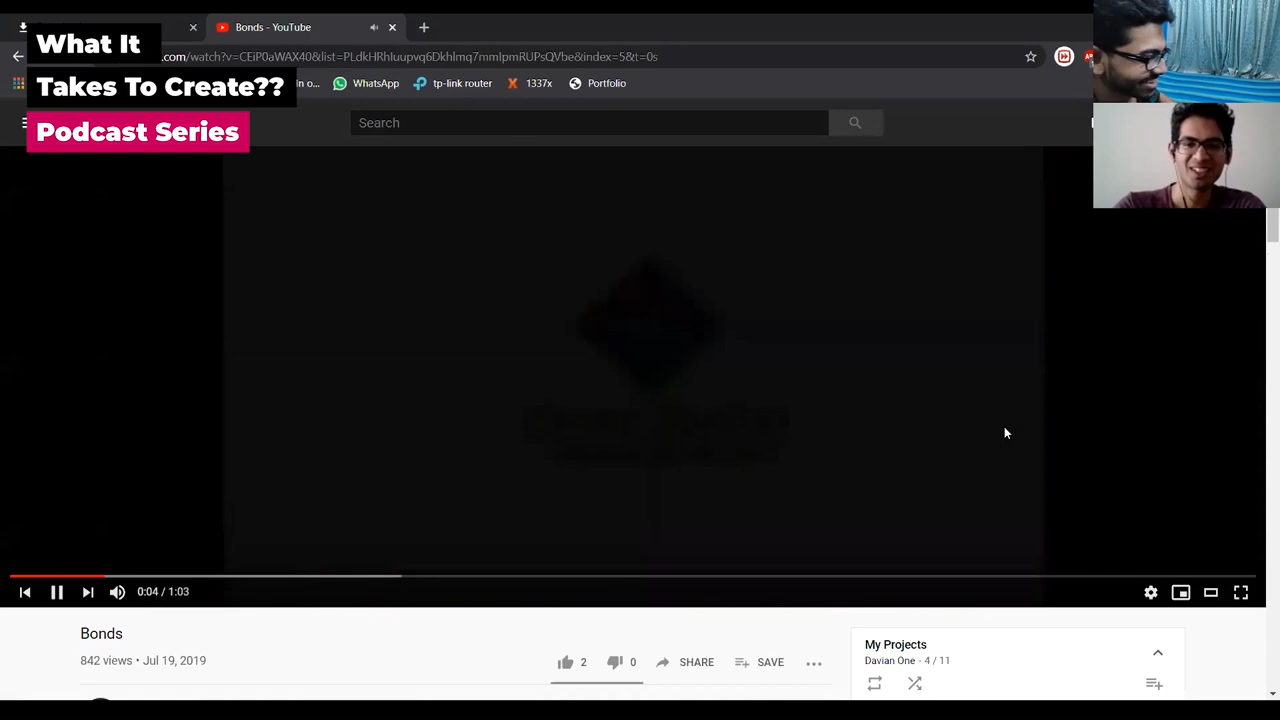 What It
Takes To Create??
Podcast Series
Bonds - YouTube
.com/watch?v=CEiP0aWAX40&list=PLdkHRhIuupvq6Dkhlmq7mmIpmRUPsQVbe&index=5&t=0s
n o...
WhatsApp
tp-link router
1337x
Portfolio
Search
0:04 / 1:03
Bonds
842 views • Jul 19, 2019
2
0
SHARE
SAVE
My Projects
Davian One - 4 / 11